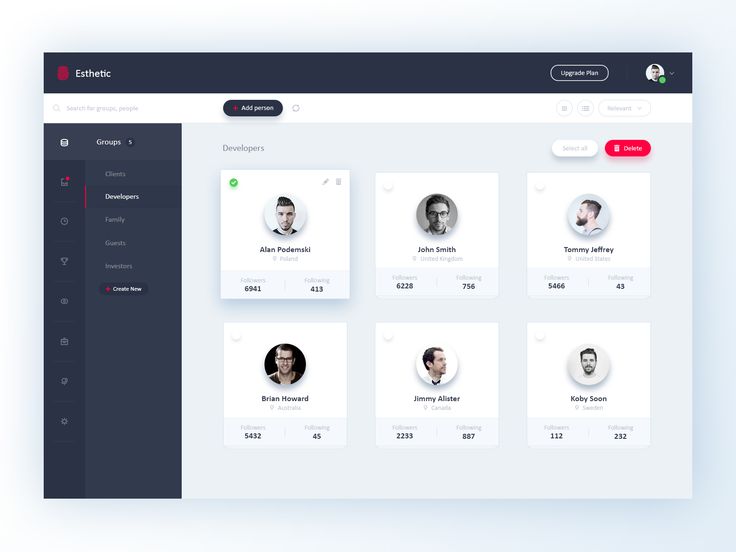 Esthetic
Upgrade Plan
Search for groups, people
+ Add person
Relevant
Groups 5
Clients
Developers
Family
Guests
Investors
+ Create New
Developers
Select all
Delete
Alan Podemski
Poland
Followers Following
6941 413
John Smith
United Kingdom
Followers Following
6228 756
Tommy Jeffrey
United States
Followers Following
5466 43
Brian Howard
Australia
Followers Following
5432 45
Jimmy Alister
Canada
Followers Following
2233 887
Koby Soon
Sweden
Followers Following
112 232